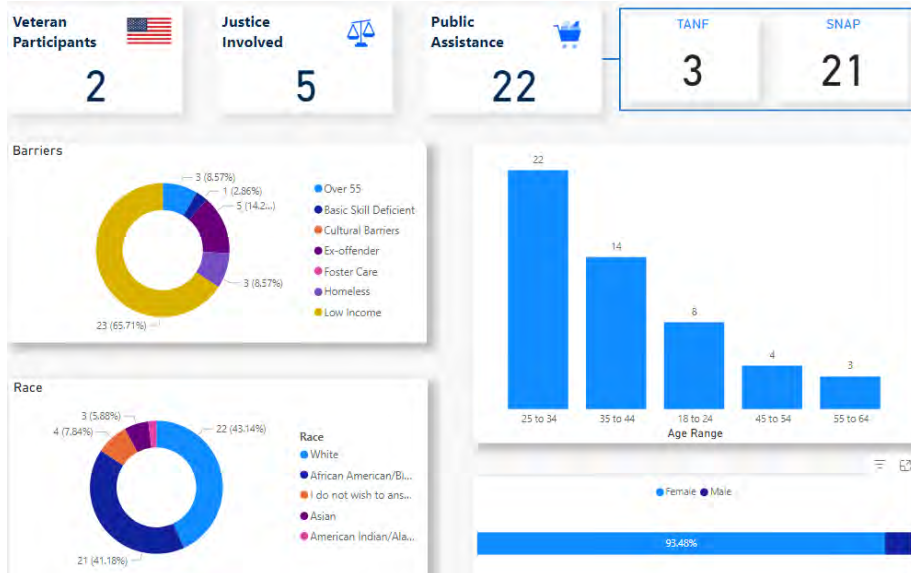 Veteran
Participants
2
Justice
Involved
5
Public
Assistance
22
TANF
3
SNAP
21
Barriers
3 (8.57%)
1 (2.86%)
5 (14.2...)
3 (8.57%)
23 (65.71%)
Over 55
Basic Skill Deficient
Cultural Barriers
Ex-offender
Foster Care
Homeless
Low Income
22
14
8
4
3
25 to 34
35 to 44
18 to 24
45 to 54
55 to 64
Age Range
Race
3 (5.88%)
4 (7.84%)
22 (43.14%)
21 (41.18%)
Race
White
African American/Bl...
I do not wish to ans...
Asian
American Indian/Ala...
Female
Male
93.48%